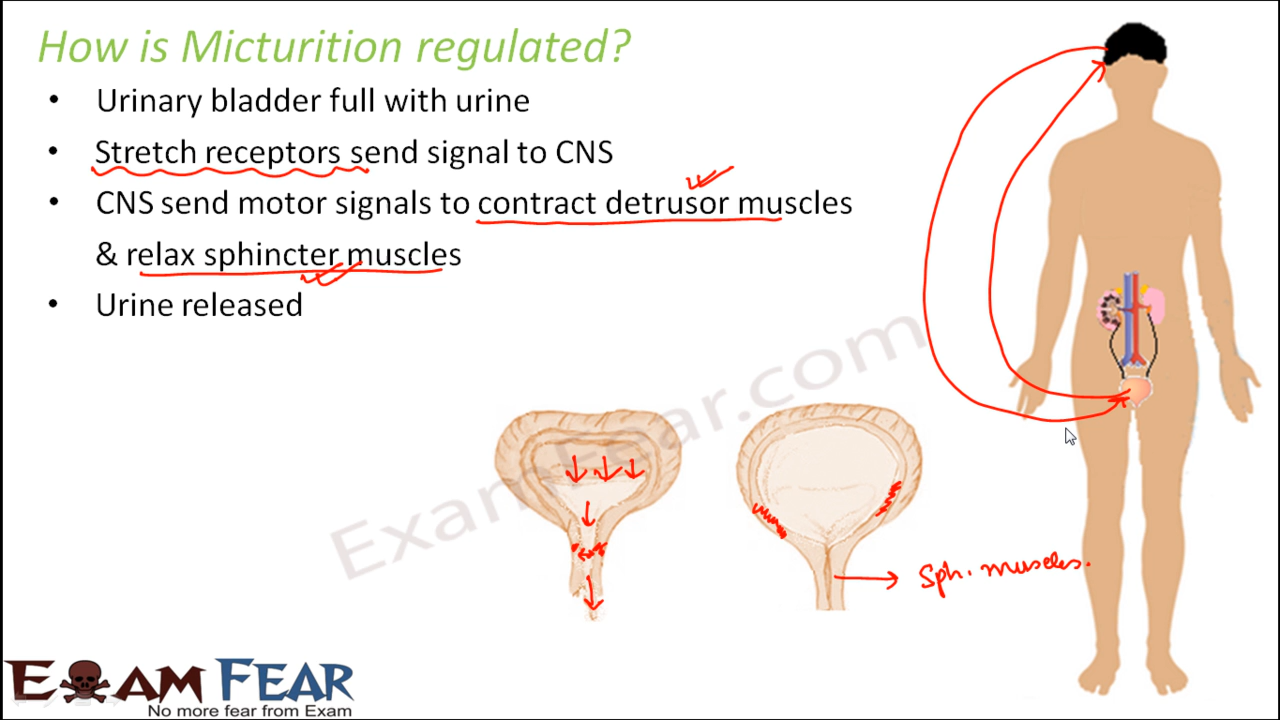 How is Micturition regulated?
• Urinary bladder full with urine
• Stretch receptors send signal to CNS
• CNS send motor signals to contract detrusor muscles
& relax sphincter muscles
• Urine released
ExamFear.com
Sph. muscles.
EXAM FEAR
No more fear from Exam